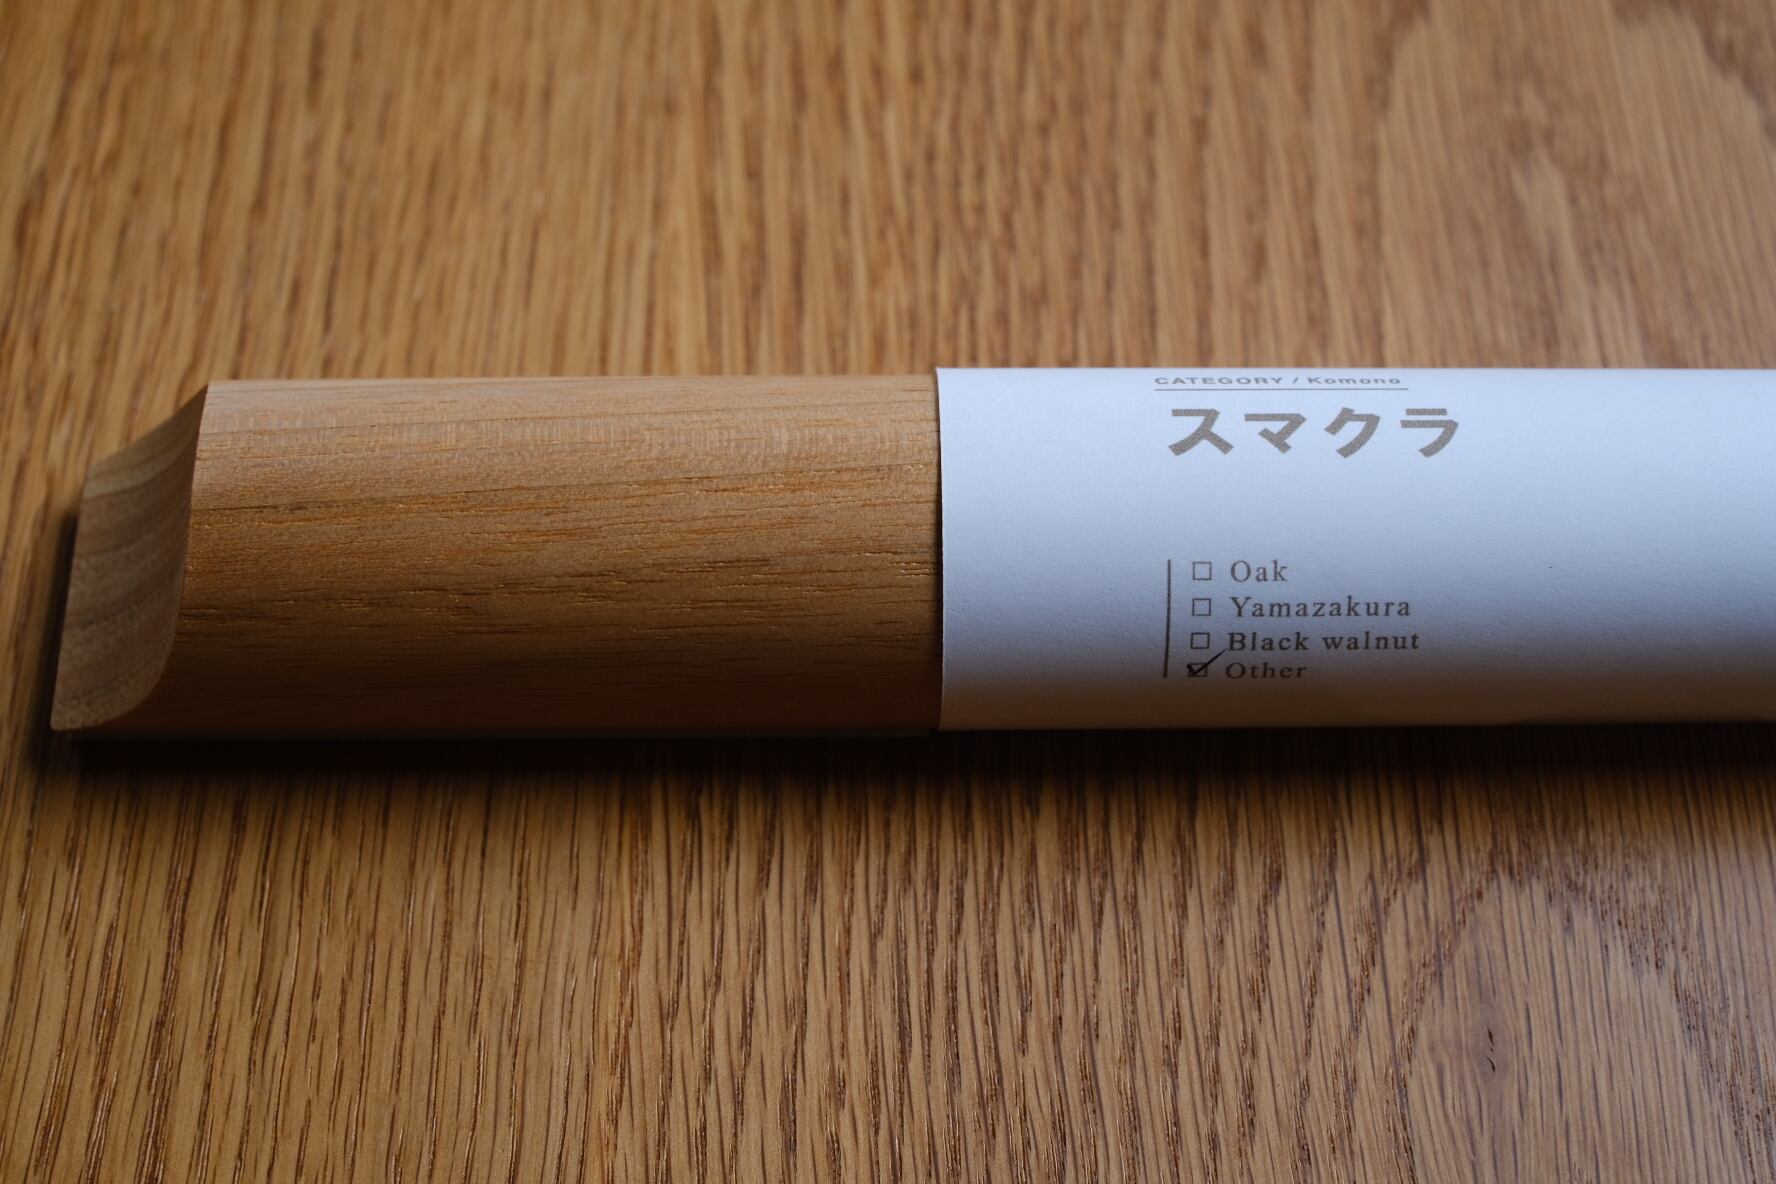 CATEGORY / Komono
スマクラ
☐ Oak
☐ Yamazakura
☐ Black walnut
☑ Other